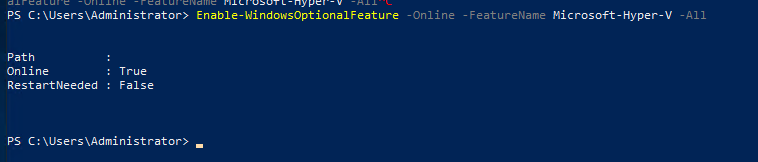 alFeature -Online -FeatureName Microsoft-Hyper-V -All^C
PS C:\Users\Administrator> Enable-WindowsOptionalFeature -Online -FeatureName Microsoft-Hyper-V -All
Path          :
Online        : True
RestartNeeded : False
PS C:\Users\Administrator>